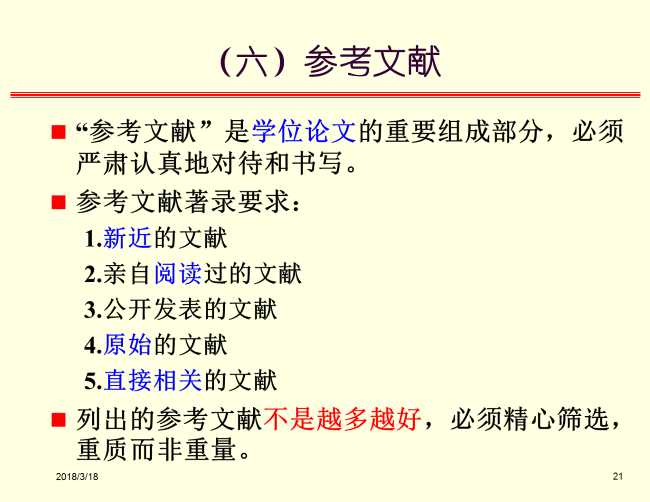 （六）参考文献
“参考文献”是学位论文的重要组成部分，必须
严肃认真地对待和书写。
参考文献著录要求：
1.新近的文献
2.亲自阅读过的文献
3.公开发表的文献
4.原始的文献
5.直接相关的文献
列出的参考文献不是越多越好，必须精心筛选，
重质而非重量。
2018/3/18
21